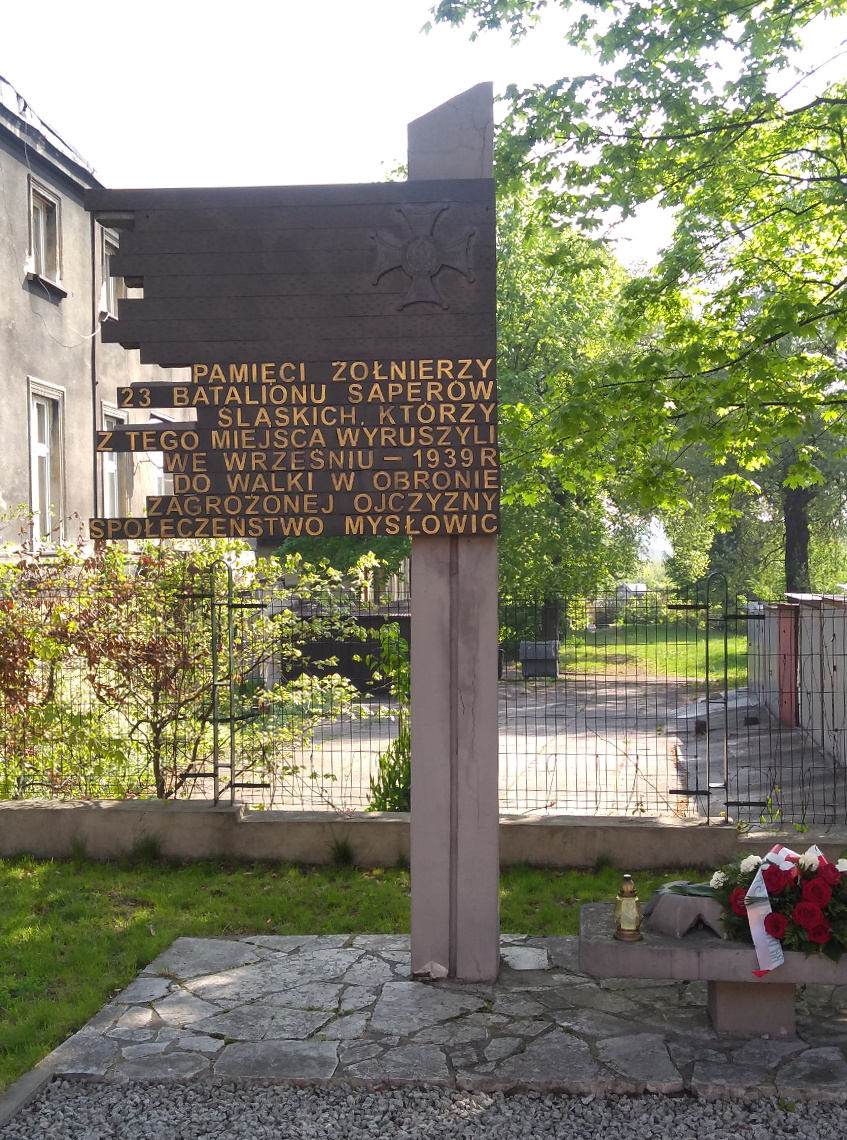 PAMIĘCI ŻOŁNIERZY
23 BATALIONU SAPERÓW
ŚLĄSKICH, KTÓRZY
Z TEGO MIEJSCA WYRUSZYLI
WE WRZEŚNIU – 1939 R
DO WALKI W OBRONIE
ZAGROŻONEJ OJCZYZNY
SPOŁECZEŃSTWO MYSŁOWIC